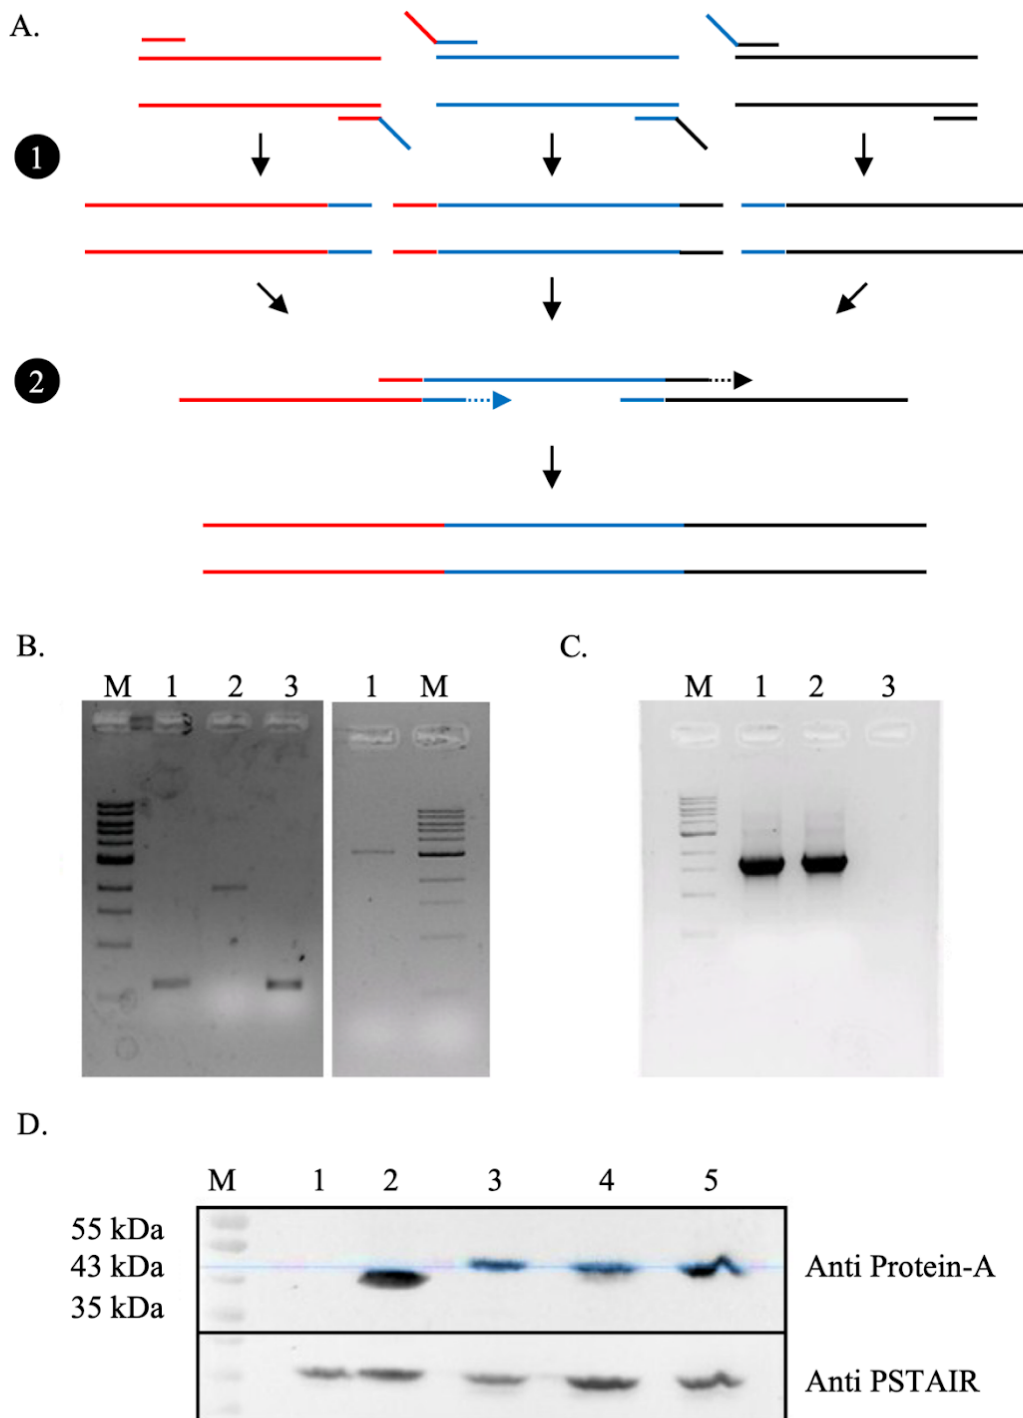 A.
1
2
B.
C.
M 1 2 3 1 M
M 1 2 3
D.
M 1 2 3 4 5
55 kDa
43 kDa
35 kDa
Anti Protein-A
Anti PSTAIR